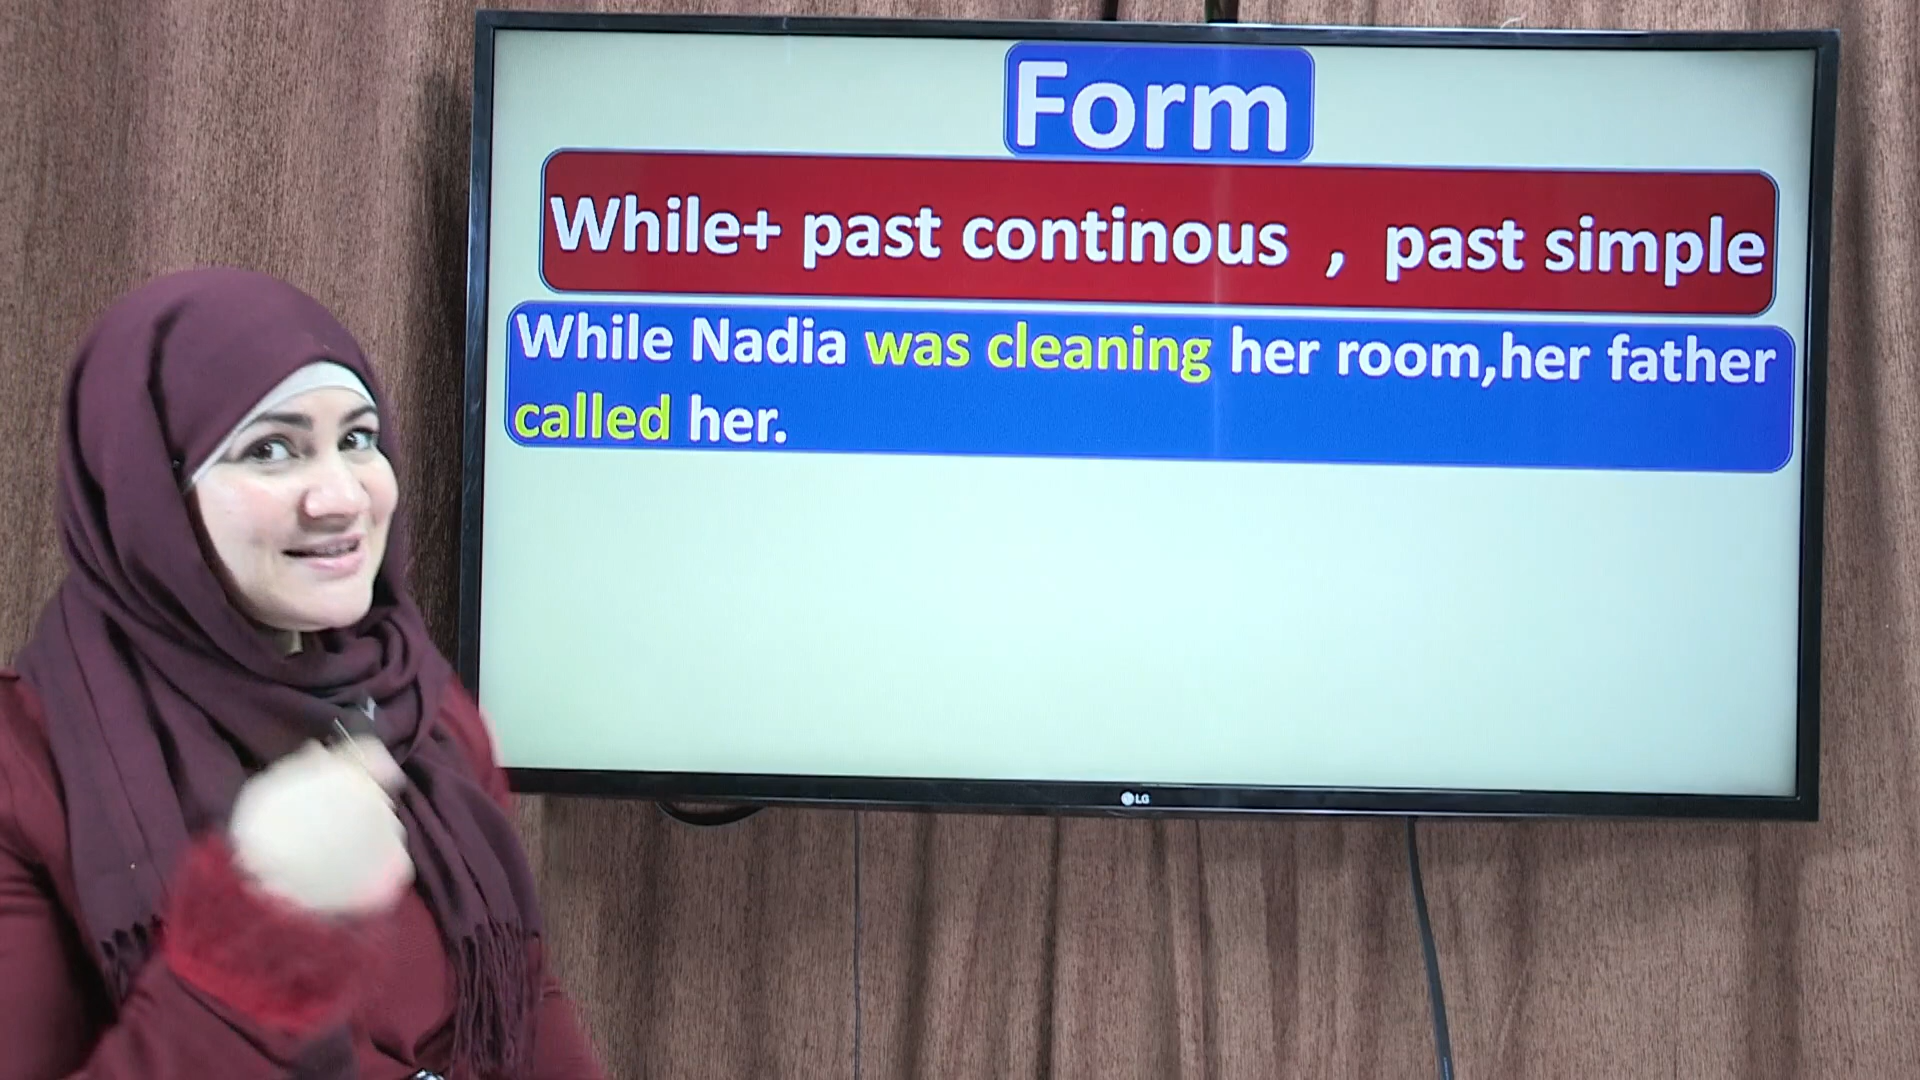 Form
While+ past continous , past simple
While Nadia was cleaning her room,her father
called her.
LG